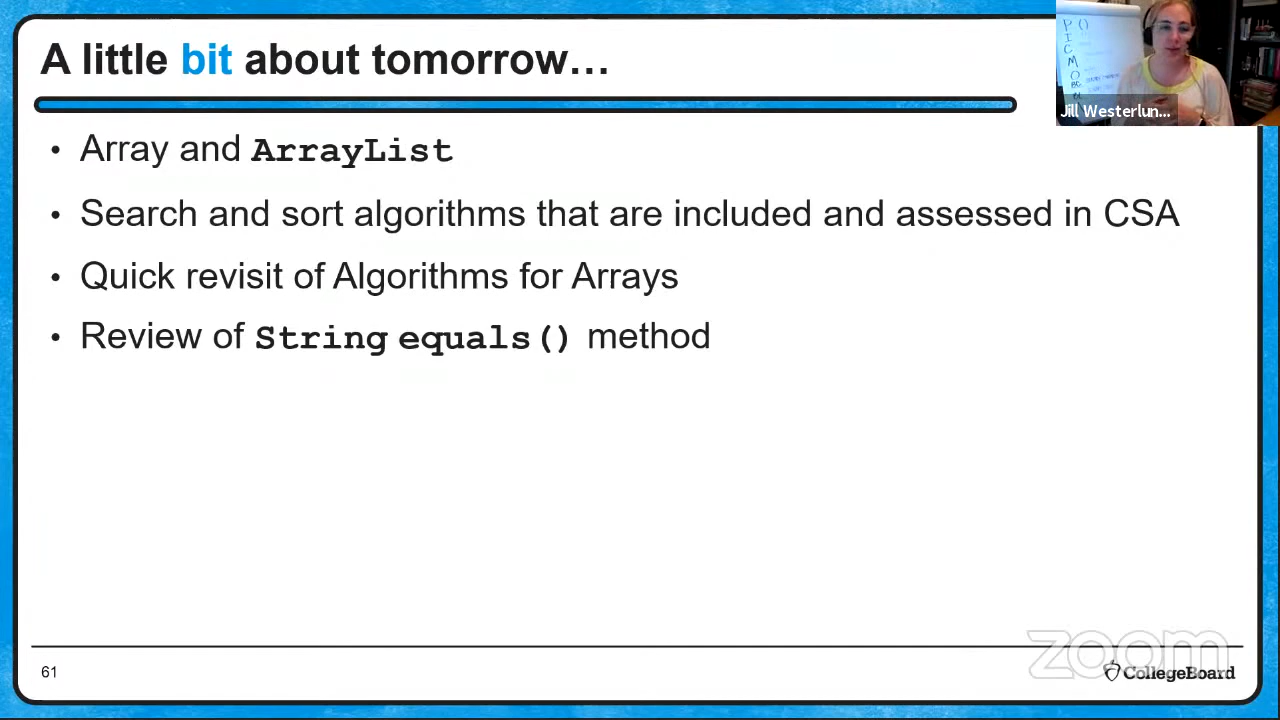 A little bit about tomorrow…
P ()
I
C
M
O
Jill Westerlun...
• Array and ArrayList
• Search and sort algorithms that are included and assessed in CSA
• Quick revisit of Algorithms for Arrays
• Review of String equals() method
zoom
61
CollegeBoard